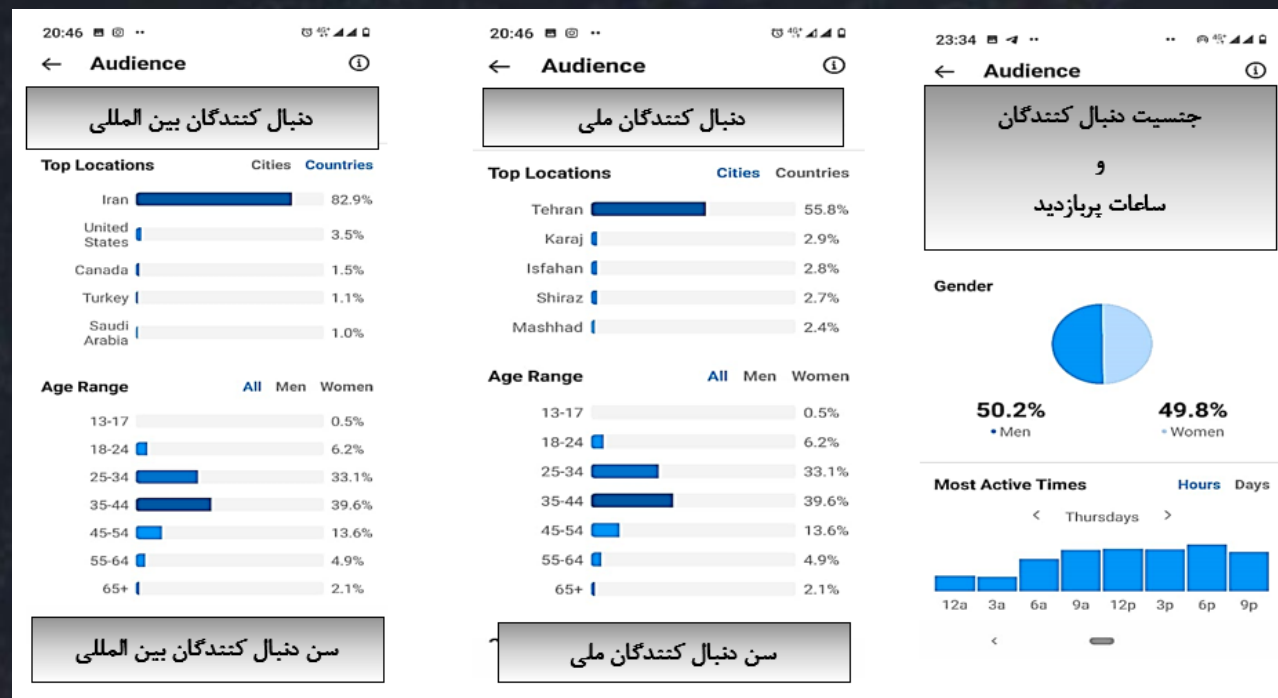 20:46
4G+
← Audience
دنبال کنندگان بین المللی
Top Locations Cities Countries
Iran 82.9%
United States 3.5%
Canada 1.5%
Turkey 1.1%
Saudi Arabia 1.0%
Age Range All Men Women
13-17 0.5%
18-24 6.2%
25-34 33.1%
35-44 39.6%
45-54 13.6%
55-64 4.9%
65+ 2.1%
سن دنبال کنندگان بین المللی
20:46
4G+
← Audience
دنبال کنندگان ملی
Top Locations Cities Countries
Tehran 55.8%
Karaj 2.9%
Isfahan 2.8%
Shiraz 2.7%
Mashhad 2.4%
Age Range All Men Women
13-17 0.5%
18-24 6.2%
25-34 33.1%
35-44 39.6%
45-54 13.6%
55-64 4.9%
65+ 2.1%
سن دنبال کنندگان ملی
23:34
4G+
← Audience
جنسیت دنبال کنندگان
و
ساعات پربازدید
Gender
50.2% 49.8%
• Men • Women
Most Active Times Hours Days
< Thursdays >
12a 3a 6a 9a 12p 3p 6p 9p